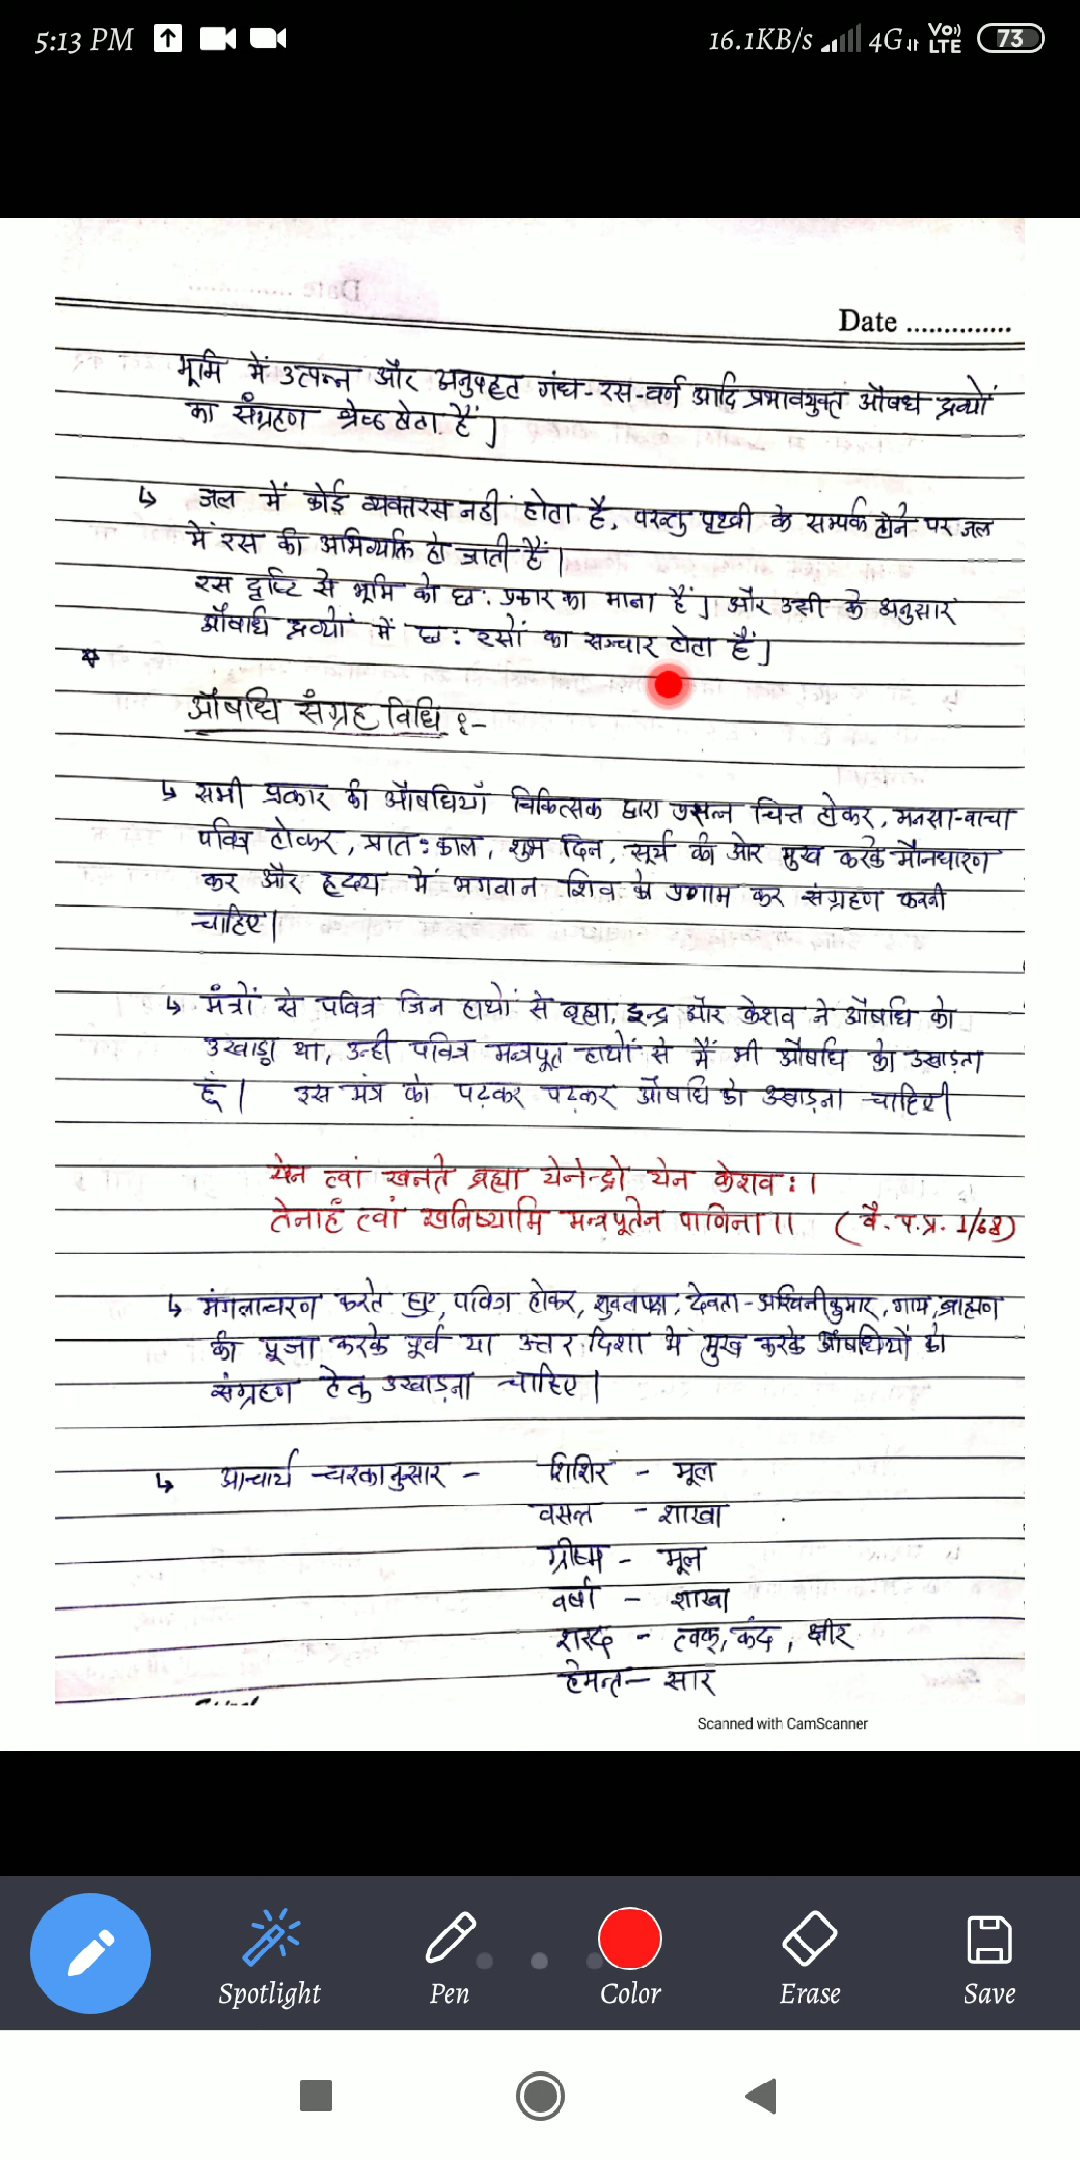 5:13 PM 16.1KB/s 4G Vo)) LTE 73
Date ..............
भूमि में उत्पन्न और अनुपहत गंध-रस-वर्ण आदि प्रभावयुक्त औषध द्रव्यों
का संग्रहण श्रेष्ठ होता है।
↳ जल में कोई व्यक्तरस नहीं होता है, परन्तु पृथ्वी के सम्पर्क होने पर जल
में रस की अभिव्यक्ति हो जाती हैं।
रस दृष्टि से भूमि को छः प्रकार का माना हैं। और उसी के अनुसार
औषधि द्रव्यों में छः रसों का सञ्चार होता हैं।
*
औषधि संग्रह विधि :-
↳ सभी प्रकार की औषधियाँ चिकित्सक द्वारा प्रसन्न चित्त होकर, मनसा-वाचा
पवित्र होकर, प्रातःकाल, शुभ दिन, सूर्य की ओर मुख करके मौनधारण
कर और हृदय में भगवान शिव को प्रणाम कर संग्रहण करनी
चाहिए।
↳ मंत्रों से पवित्र जिन हाथों से बृह्मा, इन्द्र और केशव ने औषधि को
उखाड़ा था, उन्ही पवित्र मन्त्रपूत हाथों से मैं भी औषधि को उखाड़ता
हूं। इस मंत्र को पढ़कर पढ़कर औषधि को उखाड़ना चाहिए।
येन त्वां खनते ब्रह्मा येनेन्द्रो येन केशवः।
तेनाहं त्वां खनिष्यामि मन्त्रपूतेन पाणिना।। (वै. प. प्र. 1/68)
↳ मंगलाचरण करते हुए, पवित्र होकर, शुक्लपक्ष, देवता-अश्विनीकुमार, गाय, ब्राह्मण
की पूजा करके पूर्व या उत्तर दिशा में मुख करके औषधियों को
संग्रहण हेतु उखाड़ना चाहिए।
↳ आचार्य चरकानुसार - शिशिर - मूल
वसन्त - शाखा
ग्रीष्म - मूल
वर्षा - शाखा
शरद - त्वक्, कंद, क्षीर
हेमन्त - सार
Scanned with CamScanner
Spotlight Pen Color Erase Save